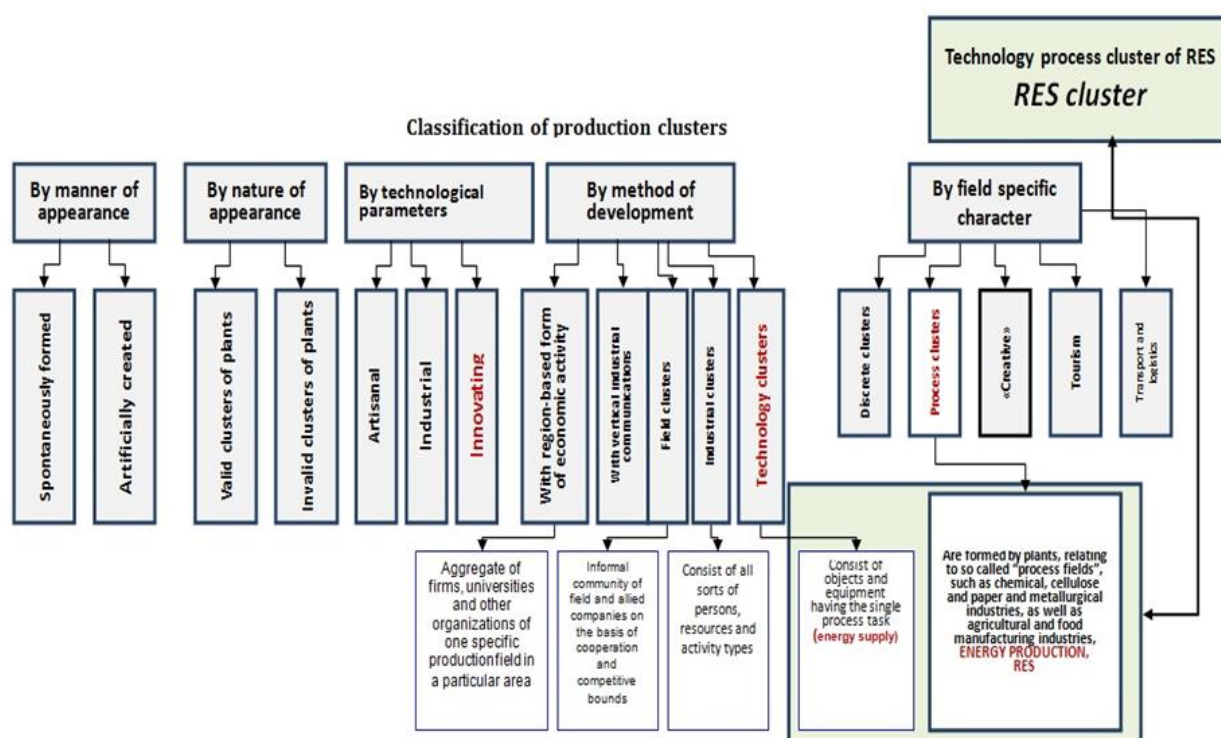 Technology process cluster of RES
RES cluster
Classification of production clusters
By manner of
appearance
By nature of
appearance
By technological
parameters
By method of
development
By field specific
character
Spontaneously formed
Artificially created
Valid clusters of plants
Invalid clusters of plants
Artisanal
Industrial
Innovating
With region-based form
of economic activity
With vertical industrial
communications
Field clusters
Industrial clusters
Technology clusters
Discrete clusters
Process clusters
«Creative»
Tourism
Transport and
logistics
Aggregate of
firms, universities
and other
organizations of
one specific
production field in
a particular area
Informal
community of
field and allied
companies on
the basis of
cooperation
and
competitive
bounds
Consist of all
sorts of
persons,
resources and
activity types
Consist of
objects and
equipment
having the single
process task
(energy supply)
Are formed by plants, relating
to so called "process fields",
such as chemical, cellulose
and paper and metallurgical
industries, as well as
agricultural and food
manufacturing industries,
ENERGY PRODUCTION,
RES